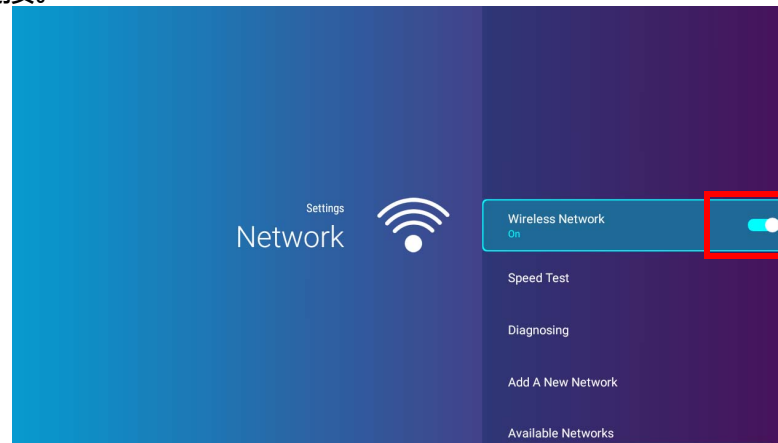 Settings
Network
Wireless Network
On
Speed Test
Diagnosing
Add A New Network
Available Networks